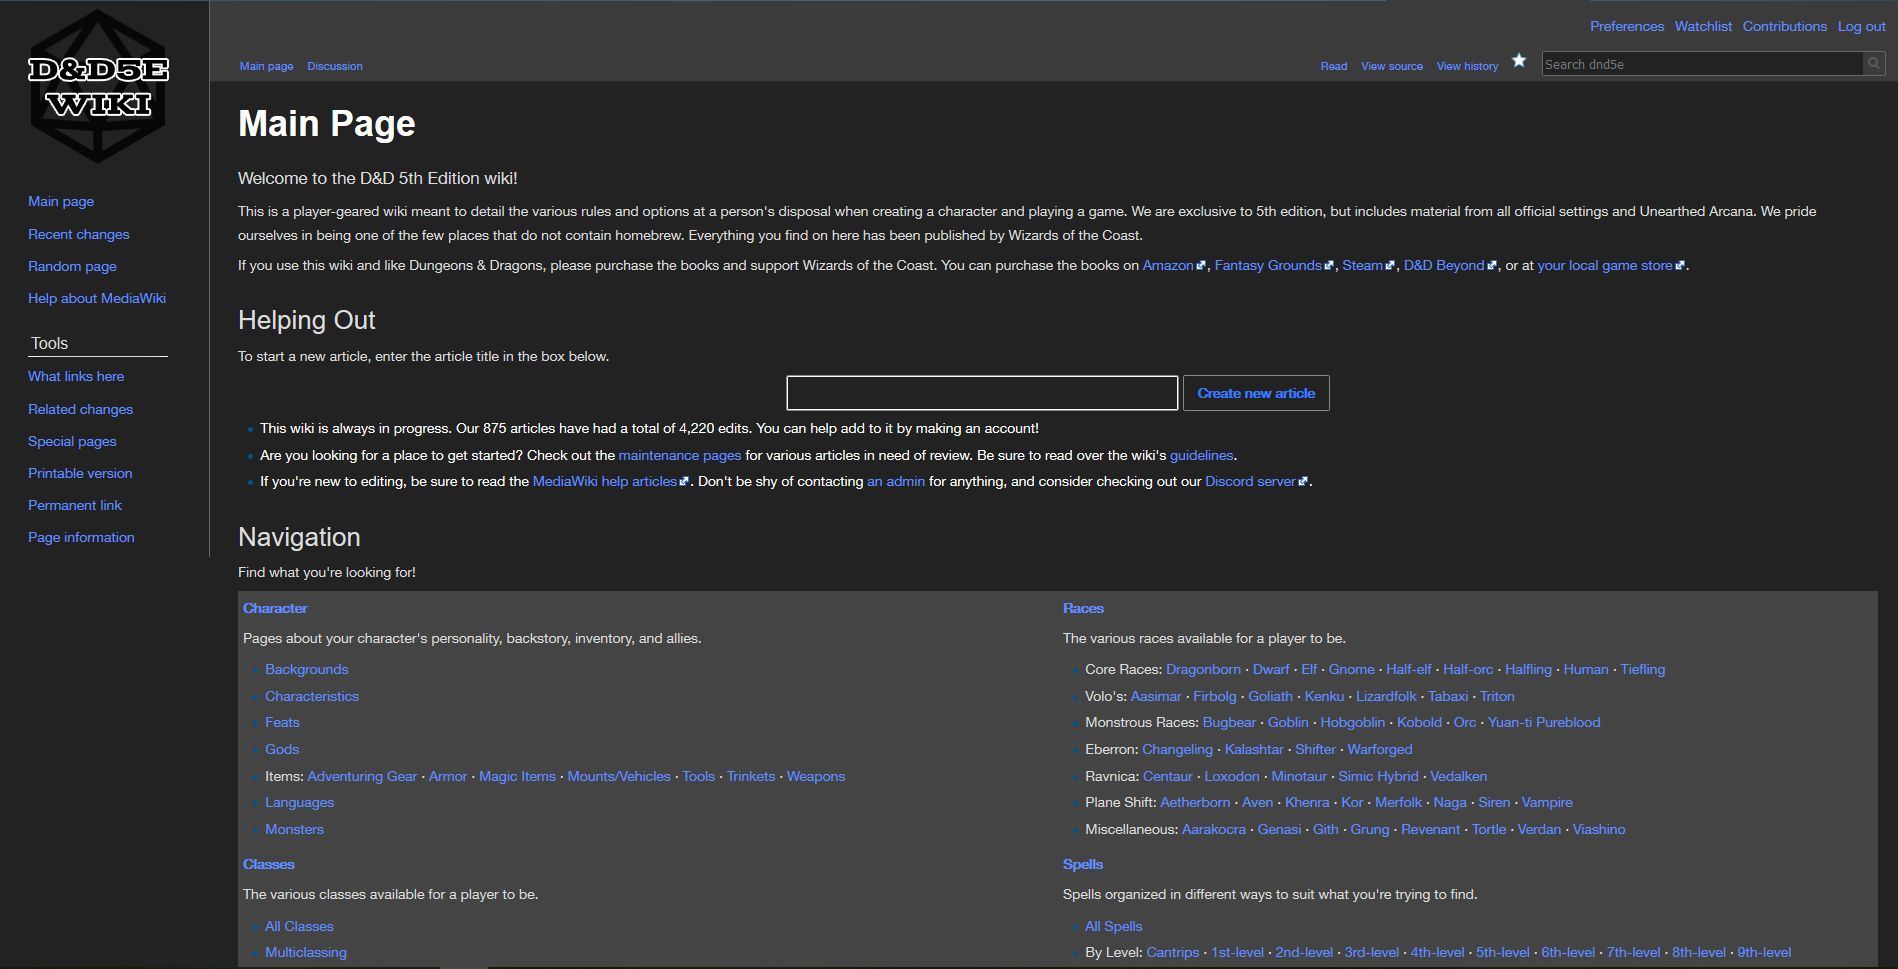 D&D5E
WIKI
Preferences Watchlist Contributions Log out
Main page Discussion
Read View source View history
Search dnd5e
Main page
Recent changes
Random page
Help about MediaWiki
Tools
What links here
Related changes
Special pages
Printable version
Permanent link
Page information
Main Page
Welcome to the D&D 5th Edition wiki!
This is a player-geared wiki meant to detail the various rules and options at a person's disposal when creating a character and playing a game. We are exclusive to 5th edition, but includes material from all official settings and Unearthed Arcana. We pride
ourselves in being one of the few places that do not contain homebrew. Everything you find on here has been published by Wizards of the Coast.
If you use this wiki and like Dungeons & Dragons, please purchase the books and support Wizards of the Coast. You can purchase the books on Amazon, Fantasy Grounds, Steam, D&D Beyond, or at your local game store.
Helping Out
To start a new article, enter the article title in the box below.
Create new article
This wiki is always in progress. Our 875 articles have had a total of 4,220 edits. You can help add to it by making an account!
Are you looking for a place to get started? Check out the maintenance pages for various articles in need of review. Be sure to read over the wiki's guidelines.
If you're new to editing, be sure to read the MediaWiki help articles. Don't be shy of contacting an admin for anything, and consider checking out our Discord server.
Navigation
Find what you're looking for!
Character
Pages about your character's personality, backstory, inventory, and allies.
Backgrounds
Characteristics
Feats
Gods
Items: Adventuring Gear · Armor · Magic Items · Mounts/Vehicles · Tools · Trinkets · Weapons
Languages
Monsters
Races
The various races available for a player to be.
Core Races: Dragonborn · Dwarf · Elf · Gnome · Half-elf · Half-orc · Halfling · Human · Tiefling
Volo's: Aasimar · Firbolg · Goliath · Kenku · Lizardfolk · Tabaxi · Triton
Monstrous Races: Bugbear · Goblin · Hobgoblin · Kobold · Orc · Yuan-ti Pureblood
Eberron: Changeling · Kalashtar · Shifter · Warforged
Ravnica: Centaur · Loxodon · Minotaur · Simic Hybrid · Vedalken
Plane Shift: Aetherborn · Aven · Khenra · Kor · Merfolk · Naga · Siren · Vampire
Miscellaneous: Aarakocra · Genasi · Gith · Grung · Revenant · Tortle · Verdan · Viashino
Classes
The various classes available for a player to be.
All Classes
Multiclassing
Spells
Spells organized in different ways to suit what you're trying to find.
All Spells
By Level: Cantrips · 1st-level · 2nd-level · 3rd-level · 4th-level · 5th-level · 6th-level · 7th-level · 8th-level · 9th-level